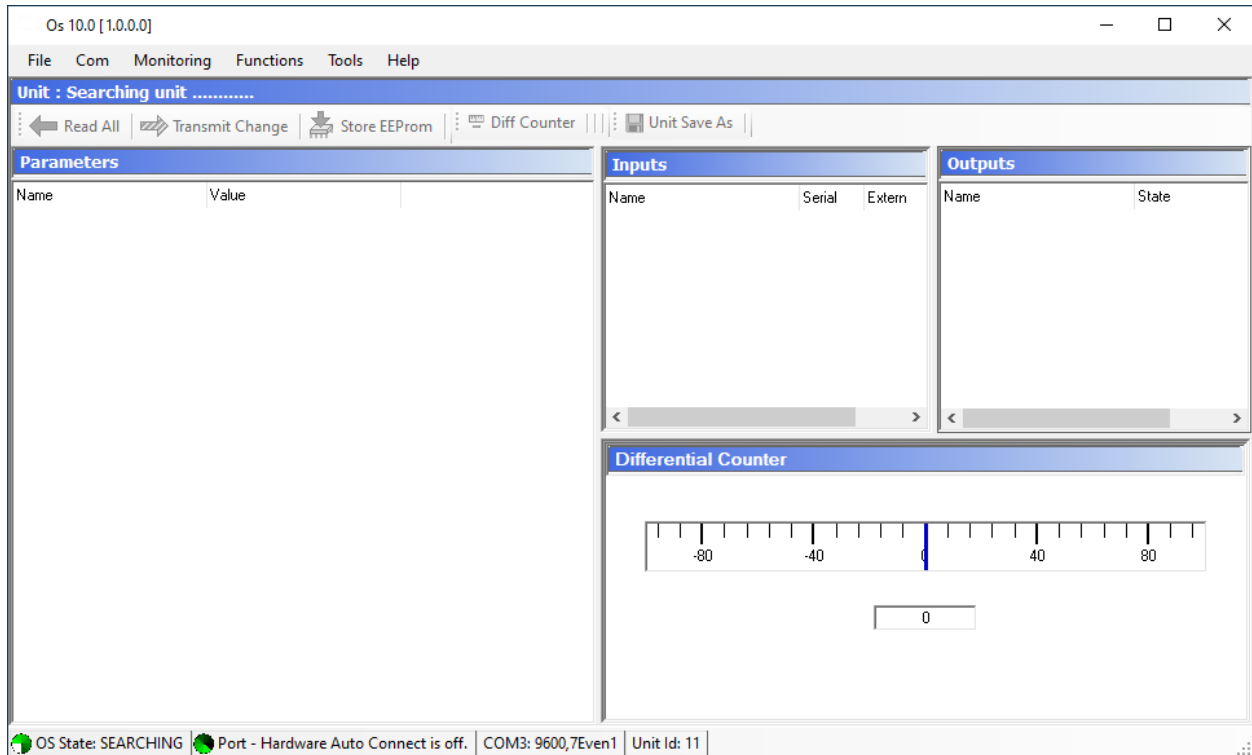 Os 10.0 [1.0.0.0]
File Com Monitoring Functions Tools Help
Unit : Searching unit ............
Read All Transmit Change Store EEProm Diff Counter Unit Save As
Parameters
Name Value
Inputs
Name Serial Extern
Outputs
Name State
Differential Counter
-80 -40 0 40 80
0
OS State: SEARCHING Port - Hardware Auto Connect is off. COM3: 9600,7Even1 Unit Id: 11